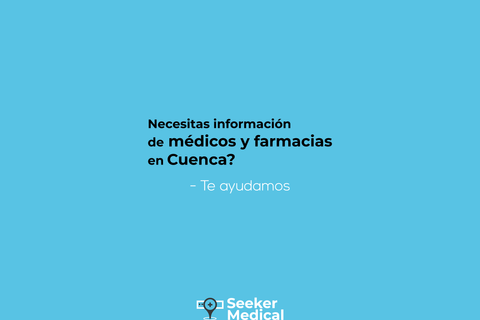 Necesitas información
de médicos y farmacias
en Cuenca?
- Te ayudamos
Seeker
Medical